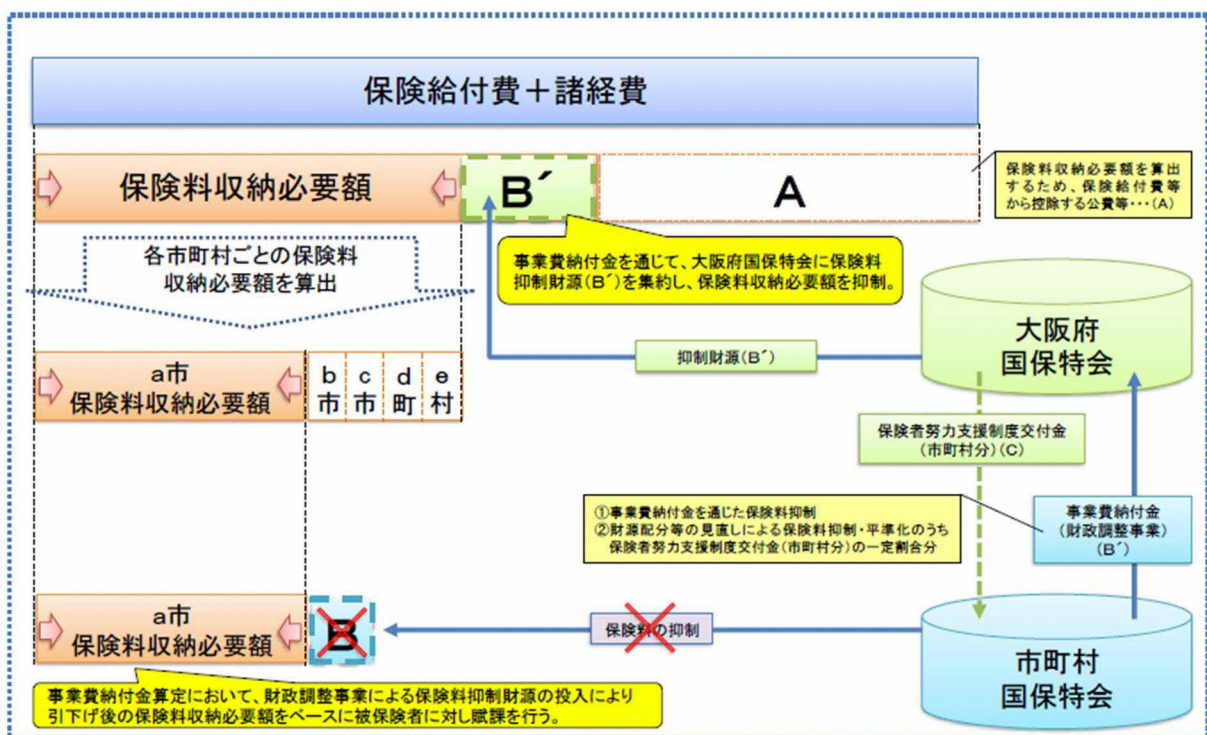 保険給付費＋諸経費
保険料収納必要額
B´
A
保険料収納必要額を算出
するため、保険給付費等
から控除する公費等･･･(A)
各市町村ごとの保険料
収納必要額を算出
事業費納付金を通じて、大阪府国保特会に保険料
抑制財源(B´)を集約し、保険料収納必要額を抑制。
大阪府
国保特会
抑制財源(B´)
a市
保険料収納必要額
b
市
c
市
d
町
e
村
保険者努力支援制度交付金
(市町村分)(C)
①事業費納付金を通じた保険料抑制
②財源配分等の見直しによる保険料抑制・平準化のうち
保険者努力支援制度交付金(市町村分)の一定割合分
事業費納付金
(財政調整事業)
(B´)
a市
保険料収納必要額
B
保険料の抑制
市町村
国保特会
事業費納付金算定において、財政調整事業による保険料抑制財源の投入により
引下げ後の保険料収納必要額をベースに被保険者に対し賦課を行う。